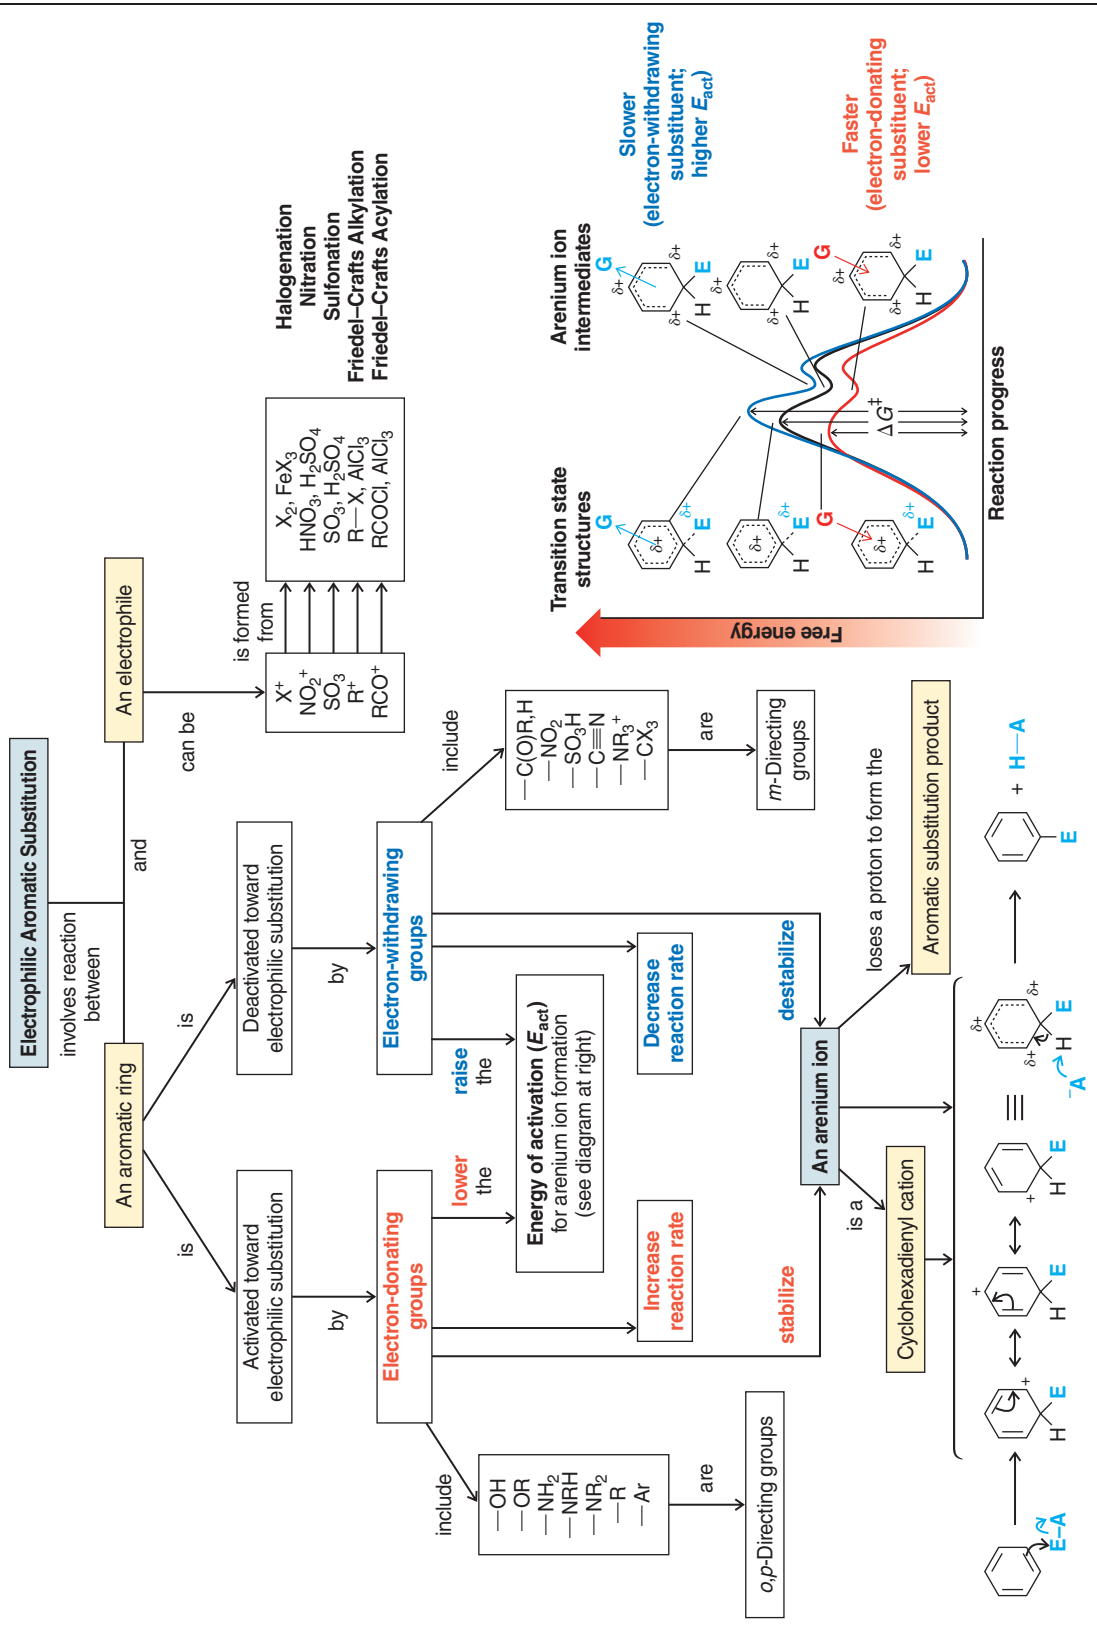 Electrophilic Aromatic Substitution
involves reaction
between
An aromatic ring
and
An electrophile
is
is
can be
is formed
from
Activated toward
electrophilic substitution
Deactivated toward
electrophilic substitution
X⁺
NO₂⁺
SO₃
R⁺
RCO⁺
X₂, FeX₃
HNO₃, H₂SO₄
SO₃, H₂SO₄
R—X, AlCl₃
RCOCl, AlCl₃
Halogenation
Nitration
Sulfonation
Friedel–Crafts Alkylation
Friedel–Crafts Acylation
by
by
Electron-donating
groups
Electron-withdrawing
groups
include
lower
the
raise
the
include
—OH
—OR
—NH₂
—NRH
—NR₂
—R
—Ar
Energy of activation (Eact)
for arenium ion formation
(see diagram at right)
—C(O)R,H
—NO₂
—SO₃H
—C≡N
—NR₃⁺
—CX₃
Increase
reaction rate
Decrease
reaction rate
are
o,p-Directing groups
are
m-Directing
groups
stabilize
destabilize
An arenium ion
is a
loses a proton to form the
Cyclohexadienyl cation
Aromatic substitution product
E–A
+
H
E
+
H
E
+
H
E
δ+
δ+
δ+
H
E
⁻A
E
+
H—A
Transition state
structures
Arenium ion
intermediates
G
δ+
δ+
H
E
G
δ+
δ+
δ+
H
E
Slower
(electron-withdrawing
substituent;
higher Eact)
δ+
δ+
H
E
δ+
δ+
δ+
H
E
G
δ+
δ+
H
E
G
δ+
δ+
δ+
H
E
Faster
(electron-donating
substituent;
lower Eact)
ΔG‡
Free energy
Reaction progress